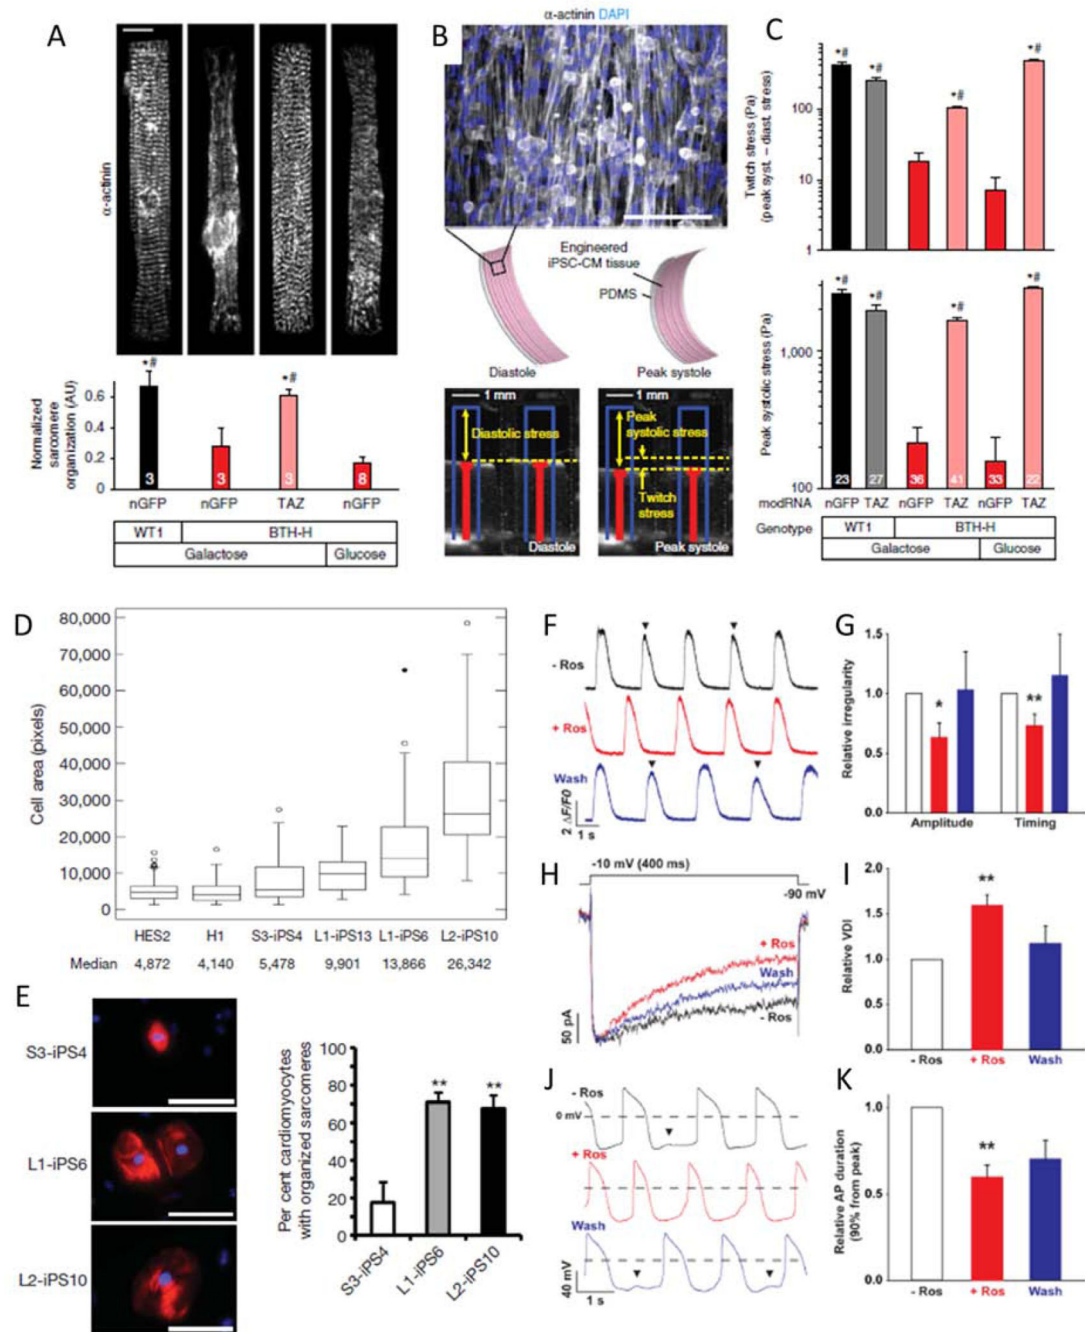 A
α-actinin
Normalized
sarcomere
organization (AU)
0.6
0.4
0.2
0
*#
*#
3
3
3
8
nGFP nGFP TAZ nGFP
WT1 BTH-H
Galactose Glucose
B
α-actinin DAPI
Engineered
iPSC-CM tissue
PDMS
Diastole Peak systole
1 mm
Diastolic stress
Diastole
1 mm
Peak
systolic stress
Twitch
stress
Peak systole
C
Twitch stress (Pa)
(peak syst. – diast. stress)
100
10
1
*#
*#
*#
*#
Peak systolic stress (Pa)
1,000
100
*#
*#
*#
*#
23 27 36 41 33 22
modRNA nGFP TAZ nGFP TAZ nGFP TAZ
Genotype WT1 BTH-H
Galactose Glucose
D
Cell area (pixels)
80,000
70,000
60,000
50,000
40,000
30,000
20,000
10,000
0
HES2 H1 S3-iPS4 L1-iPS13 L1-iPS6 L2-iPS10
Median 4,872 4,140 5,478 9,901 13,866 26,342
E
S3-iPS4
L1-iPS6
L2-iPS10
Per cent cardiomyocytes
with organized sarcomeres
100
80
60
40
20
0
**
**
S3-iPS4
L1-iPS6
L2-iPS10
F
- Ros
+ Ros
Wash
2 ΔF/F0
1 s
G
Relative irregularity
1.5
1.0
0.5
0.0
*
**
Amplitude Timing
H
-10 mV (400 ms)
-90 mV
+ Ros
Wash
- Ros
50 pA
I
Relative VDI
2.0
1.5
1.0
0.5
0.0
**
- Ros + Ros Wash
J
- Ros
0 mV
+ Ros
Wash
40 mV
1 s
K
Relative AP duration
(90% from peak)
1.0
0.5
0.0
**
- Ros + Ros Wash